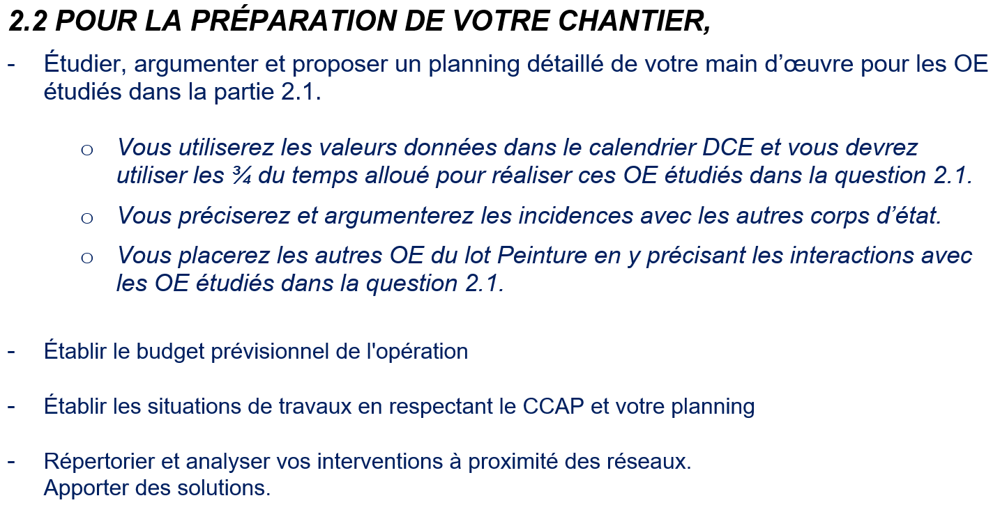 2.2 POUR LA PRÉPARATION DE VOTRE CHANTIER,
- Étudier, argumenter et proposer un planning détaillé de votre main d’œuvre pour les OE
étudiés dans la partie 2.1.
o Vous utiliserez les valeurs données dans le calendrier DCE et vous devrez
utiliser les ¾ du temps alloué pour réaliser ces OE étudiés dans la question 2.1.
o Vous préciserez et argumenterez les incidences avec les autres corps d’état.
o Vous placerez les autres OE du lot Peinture en y précisant les interactions avec
les OE étudiés dans la question 2.1.
- Établir le budget prévisionnel de l'opération
- Établir les situations de travaux en respectant le CCAP et votre planning
- Répertorier et analyser vos interventions à proximité des réseaux.
Apporter des solutions.